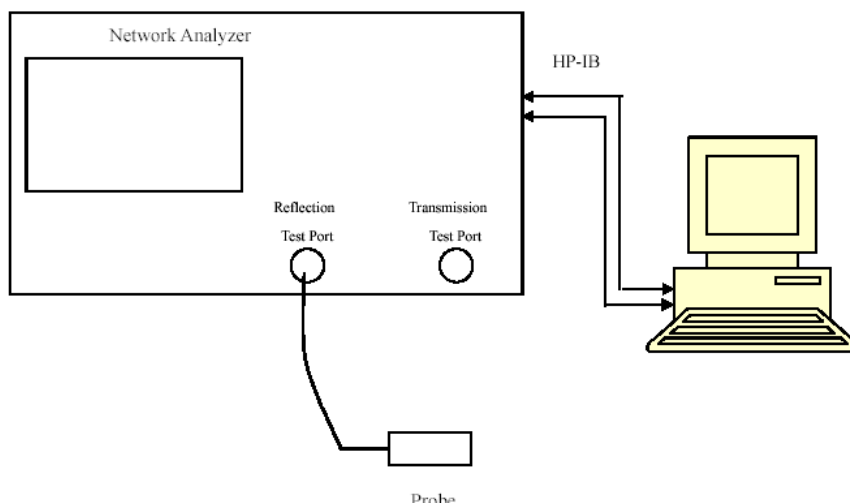 Network Analyzer
HP-IB
Reflection
Test Port
Transmission
Test Port
Probe